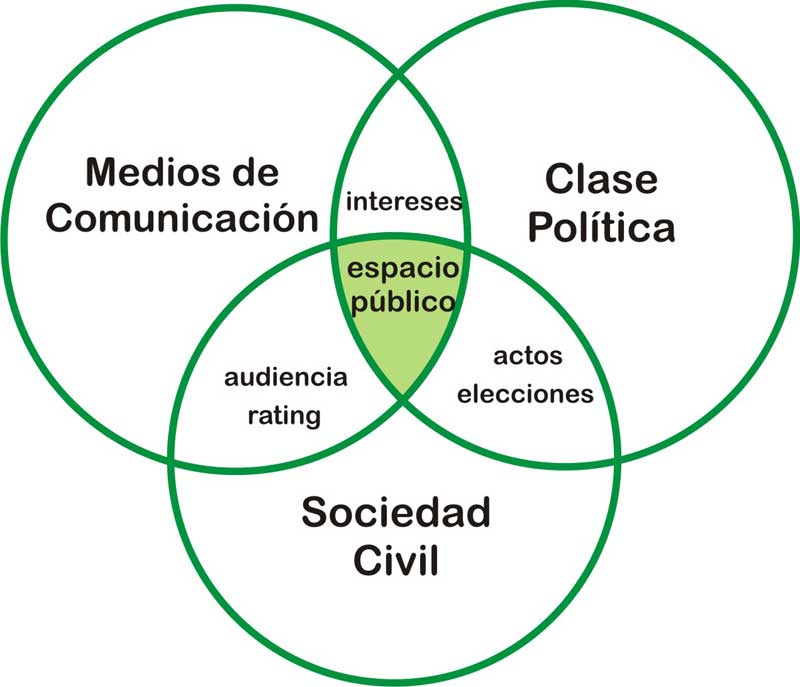 Medios de
Comunicación
Clase
Política
intereses
espacio
público
audiencia
rating
actos
elecciones
Sociedad
Civil